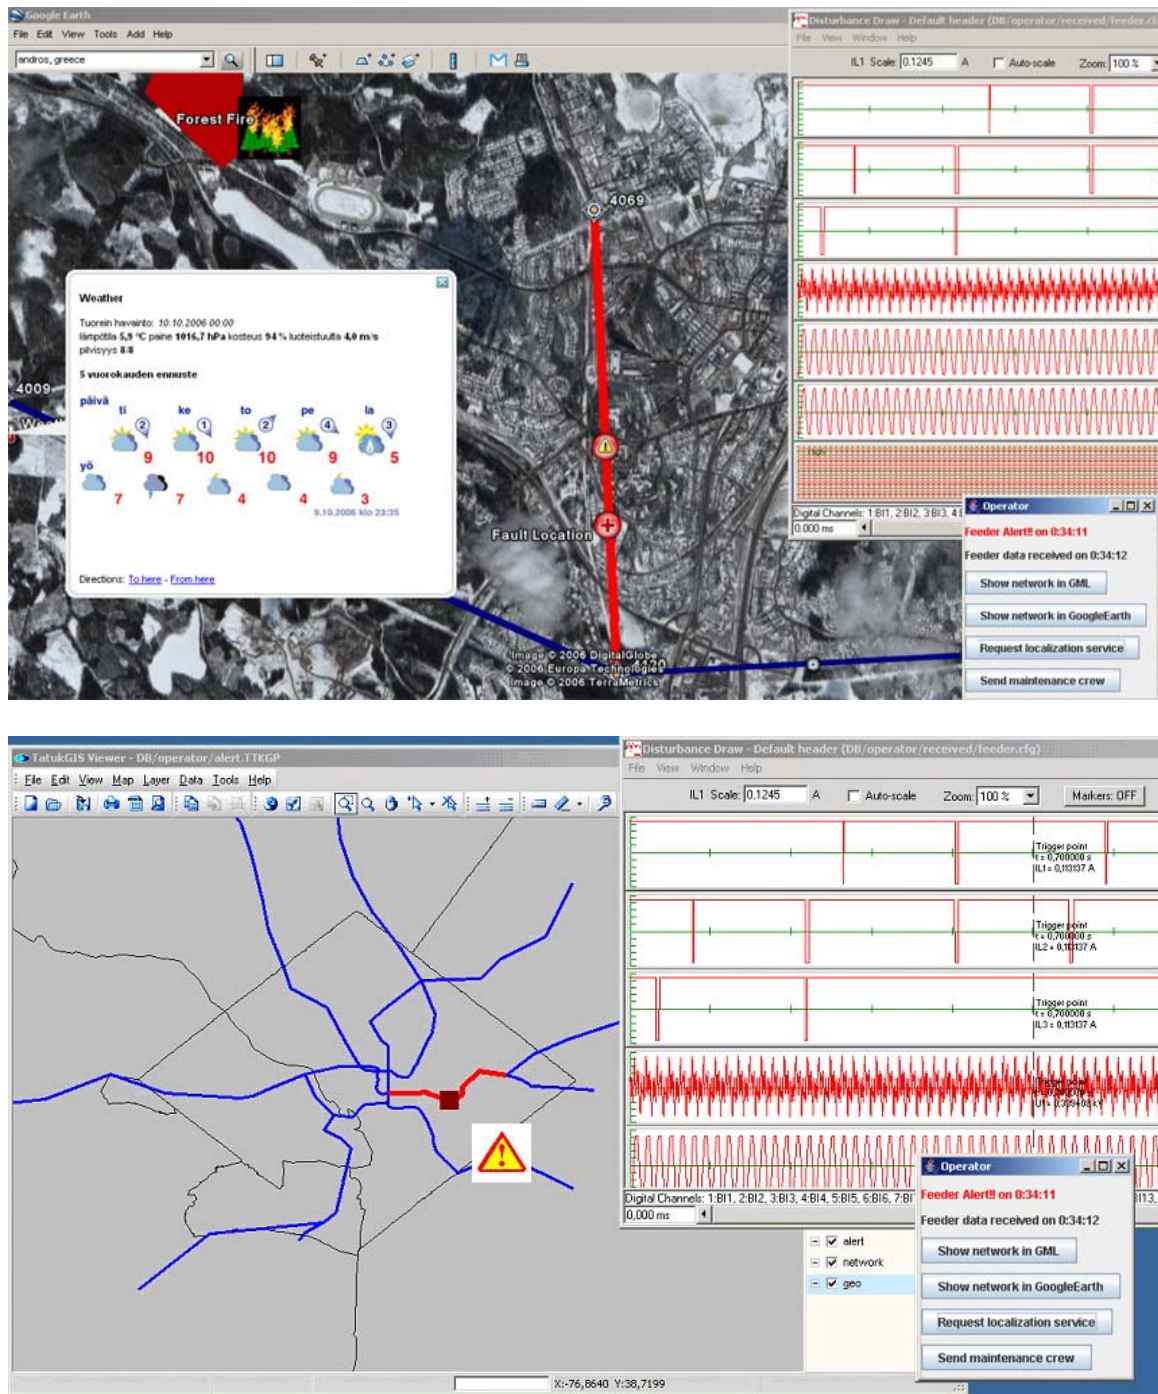 Google Earth
File Edit View Tools Add Help
andros, greece
Forest Fire
4069
Weather
Tuorein havainto: 10.10.2006 00:00
lämpötila 5,9 °C paine 1016,7 hPa kosteus 94 % luoteistuulta 4,0 m/s
pilvisyys 8/8
5 vuorokauden ennuste
päivä
ti ke to pe la
2 1 2 4 3
9 10 10 9 5
yö
7 7 4 4 3
9.10.2006 klo 23:35
Directions: To here - From here
4009
Fault Location
Image © 2006 DigitalGlobe
© 2006 Europa Technologies
Image © 2006 TerraMetrics
Disturbance Draw - Default header (DB/operator/received/feeder.cf
File View Window Help
IL1 Scale: 0.1245 A Auto-scale Zoom: 100 %
High
Digital Channels: 1:BI1, 2:BI2, 3:BI3, 4:
0.000 ms
Operator
Feeder Alert!! on 0:34:11
Feeder data received on 0:34:12
Show network in GML
Show network in GoogleEarth
Request localization service
Send maintenance crew
TatukGIS Viewer - DB/operator/alert.TTKGP
File Edit View Map Layer Data Tools Help
X:-76,8640 Y:38,7199
alert
network
geo
Disturbance Draw - Default header (DB/operator/received/feeder.cfg)
File View Window Help
IL1 Scale: 0,1245 A Auto-scale Zoom: 100 % Markers: OFF
Trigger point
t = 0,700000 s
IL1 = 0,113137 A
Trigger point
t = 0,700000 s
IL2 = 0,113137 A
Trigger point
t = 0,700000 s
IL3 = 0,113137 A
Trigger point
Digital Channels: 1:BI1, 2:BI2, 3:BI3, 4:BI4, 5:BI5, 6:BI6, 7:BI
BI13,
0,000 ms
Operator
Feeder Alert!! on 0:34:11
Feeder data received on 0:34:12
Show network in GML
Show network in GoogleEarth
Request localization service
Send maintenance crew